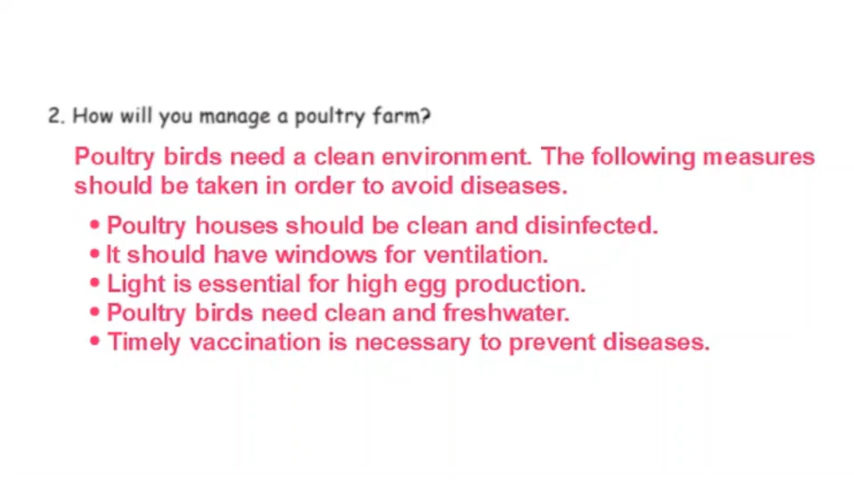 2. How will you manage a poultry farm?
Poultry birds need a clean environment. The following measures
should be taken in order to avoid diseases.
• Poultry houses should be clean and disinfected.
• It should have windows for ventilation.
• Light is essential for high egg production.
• Poultry birds need clean and freshwater.
• Timely vaccination is necessary to prevent diseases.